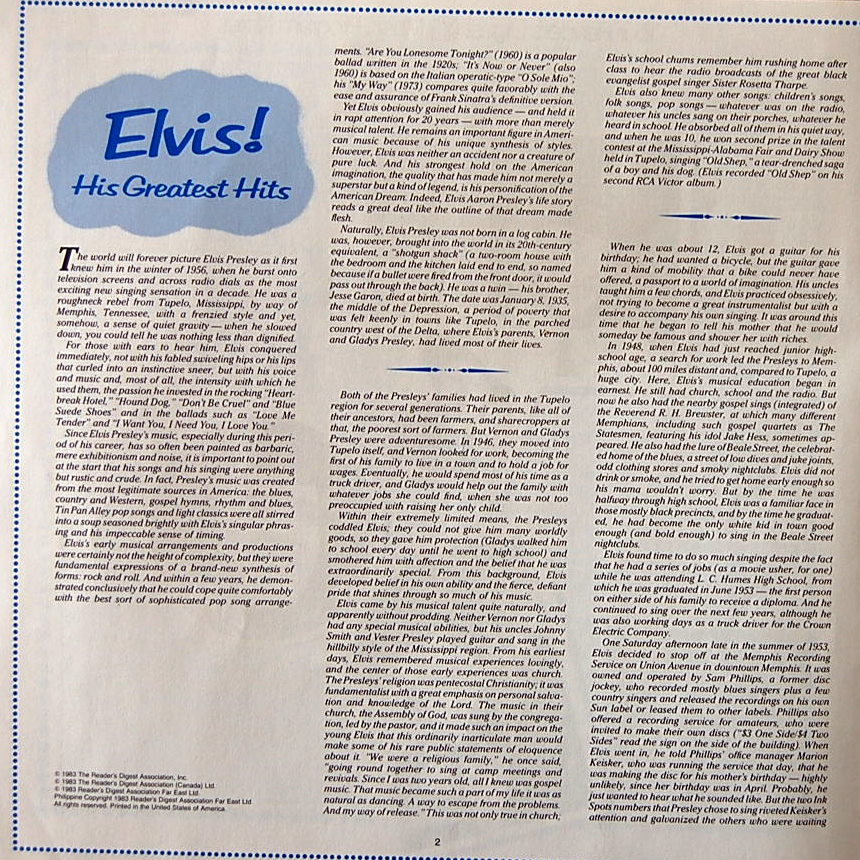 Elvis!
His Greatest Hits
The world will forever picture Elvis Presley as it first
knew him in the winter of 1956, when he burst onto
television screens and across radio dials as the most
exciting new singing sensation in a decade. He was a
roughneck rebel from Tupelo, Mississippi, by way of
Memphis, Tennessee, with a frenzied style and yet,
somehow, a sense of quiet gravity — when he slowed
down, you could tell he was nothing less than dignified.
For those with ears to hear him, Elvis conquered
immediately, not with his fabled swiveling hips or his lips
that curled into an instinctive sneer, but with his voice
and music and, most of all, the intensity with which he
used them, the passion he invested in the rocking "Heart-
break Hotel," "Hound Dog," "Don't Be Cruel" and "Blue
Suede Shoes" and in the ballads such as "Love Me
Tender" and "I Want You, I Need You, I Love You."
Since Elvis Presley's music, especially during this peri-
od of his career, has so often been painted as barbaric,
mere exhibitionism and noise, it is important to point out
at the start that his songs and his singing were anything
but rustic and crude. In fact, Presley's music was created
from the most legitimate sources in America: the blues,
country and Western, gospel hymns, rhythm and blues,
Tin Pan Alley pop songs and light classics were all stirred
into a soup seasoned brightly with Elvis's singular phras-
ing and his impeccable sense of timing.
Elvis's early musical arrangements and productions
were certainly not the height of complexity, but they were
fundamental expressions of a brand-new synthesis of
forms: rock and roll. And within a few years, he demon-
strated conclusively that he could cope quite comfortably
with the best sort of sophisticated pop song arrange-
© 1983 The Reader's Digest Association, Inc.
© 1983 Reader's Digest Association (Canada) Ltd.
© 1983 Reader's Digest Association Far East Ltd.
Philippine Copyright 1983 Reader's Digest Association Far East Ltd.
All rights reserved. Printed in the United States of America.
ments. "Are You Lonesome Tonight?" (1960) is a popular
ballad written in the 1920s; "It's Now or Never" (also
1960) is based on the Italian operatic-type "O Sole Mio";
his "My Way" (1973) compares quite favorably with the
ease and assurance of Frank Sinatra's definitive version.
Yet Elvis obviously gained his audience — and held it
in rapt attention for 20 years — with more than merely
musical talent. He remains an important figure in Ameri-
can music because of his unique synthesis of styles.
However, Elvis was neither an accident nor a creature of
pure luck. And his strongest hold on the American
imagination, the quality that has made him not merely a
superstar but a kind of legend, is his personification of the
American Dream. Indeed, Elvis Aaron Presley's life story
reads a great deal like the outline of that dream made
flesh.
Naturally, Elvis Presley was not born in a log cabin. He
was, however, brought into the world in its 20th-century
equivalent, a "shotgun shack" (a two-room house with
the bedroom and the kitchen laid end to end, so named
because if a bullet were fired from the front door, it would
pass out through the back). He was a twin — his brother,
Jesse Garon, died at birth. The date was January 8, 1935,
the middle of the Depression, a period of poverty that
was felt keenly in towns like Tupelo, in the parched
country west of the Delta, where Elvis's parents, Vernon
and Gladys Presley, had lived most of their lives.
Both of the Presleys' families had lived in the Tupelo
region for several generations. Their parents, like all of
their ancestors, had been farmers, and sharecroppers at
that, the poorest sort of farmers. But Vernon and Gladys
Presley were adventuresome. In 1946, they moved into
Tupelo itself, and Vernon looked for work, becoming the
first of his family to live in a town and to hold a job for
wages. Eventually, he would spend most of his time as a
truck driver, and Gladys would help out the family with
whatever jobs she could find, when she was not too
preoccupied with raising her only child.
Within their extremely limited means, the Presleys
coddled Elvis; they could not give him many worldly
goods, so they gave him protection (Gladys walked him
to school every day until he went to high school) and
smothered him with affection and the belief that he was
extraordinarily special. From this background, Elvis
developed belief in his own ability and the fierce, defiant
pride that shines through so much of his music.
Elvis came by his musical talent quite naturally, and
apparently without prodding. Neither Vernon nor Gladys
had any special musical abilities, but his uncles Johnny
Smith and Vester Presley played guitar and sang in the
hillbilly style of the Mississippi region. From his earliest
days, Elvis remembered musical experiences lovingly,
and the center of those early experiences was church.
The Presleys' religion was pentecostal Christianity; it was
fundamentalist with a great emphasis on personal salva-
tion and knowledge of the Lord. The music in their
church, the Assembly of God, was sung by the congrega-
tion, led by the pastor, and it made such an impact on the
young Elvis that this ordinarily inarticulate man would
make some of his rare public statements of eloquence
about it. "We were a religious family," he once said,
"going round together to sing at camp meetings and
revivals. Since I was two years old, all I knew was gospel
music. That music became such a part of my life it was as
natural as dancing. A way to escape from the problems.
And my way of release." This was not only true in church;
Elvis's school chums remember him rushing home after
class to hear the radio broadcasts of the great black
evangelist gospel singer Sister Rosetta Tharpe.
Elvis also knew many other songs: children's songs,
folk songs, pop songs — whatever was on the radio,
whatever his uncles sang on their porches, whatever he
heard in school. He absorbed all of them in his quiet way,
and when he was 10, he won second prize in the talent
contest at the Mississippi-Alabama Fair and Dairy Show
held in Tupelo, singing "Old Shep," a tear-drenched saga
of a boy and his dog. (Elvis recorded "Old Shep" on his
second RCA Victor album.)
When he was about 12, Elvis got a guitar for his
birthday; he had wanted a bicycle, but the guitar gave
him a kind of mobility that a bike could never have
offered, a passport to a world of imagination. His uncles
taught him a few chords, and Elvis practiced obsessively,
not trying to become a great instrumentalist but with a
desire to accompany his own singing. It was around this
time that he began to tell his mother that he would
someday be famous and shower her with riches.
In 1948, when Elvis had just reached junior high-
school age, a search for work led the Presleys to Mem-
phis, about 100 miles distant and, compared to Tupelo, a
huge city. Here, Elvis's musical education began in
earnest. He still had church, school and the radio. But
now he also had the nearby gospel sings (integrated) of
the Reverend R. H. Brewster, at which many different
Memphians, including such gospel quartets as The
Statesmen, featuring his idol Jake Hess, sometimes ap-
peared. He also had the lure of Beale Street, the celebrat-
ed home of the blues, a street of low dives and juke joints,
odd clothing stores and smoky nightclubs. Elvis did not
drink or smoke, and he tried to get home early enough so
his mama wouldn't worry. But by the time he was
halfway through high school, Elvis was a familiar face in
those mostly black precincts, and by the time he graduat-
ed, he had become the only white kid in town good
enough (and bold enough) to sing in the Beale Street
nightclubs.
Elvis found time to do so much singing despite the fact
that he had a series of jobs (as a movie usher, for one)
while he was attending L. C. Humes High School, from
which he was graduated in June 1953 — the first person
on either side of his family to receive a diploma. And he
continued to sing over the next few years, although he
was also working days as a truck driver for the Crown
Electric Company.
One Saturday afternoon late in the summer of 1953,
Elvis decided to stop off at the Memphis Recording
Service on Union Avenue in downtown Memphis. It was
owned and operated by Sam Phillips, a former disc
jockey, who recorded mostly blues singers plus a few
country singers and released the recordings on his own
Sun label or leased them to other labels. Phillips also
offered a recording service for amateurs, who were
invited to make their own discs ("$3 One Side/$4 Two
Sides" read the sign on the side of the building). When
Elvis went in, he told Phillips' office manager Marion
Keisker, who was running the service that day, that he
was making the disc for his mother's birthday — highly
unlikely, since her birthday was in April. Probably, he
just wanted to hear what he sounded like. But the two Ink
Spots numbers that Presley chose to sing riveted Keisker's
attention and galvanized the others who were waiting
2